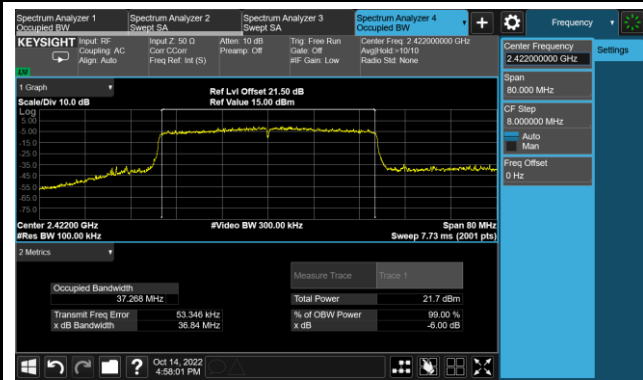 Spectrum Analyzer 1
Occupied BW
Spectrum Analyzer 2
Swept SA
Spectrum Analyzer 3
Swept SA
Spectrum Analyzer 4
Occupied BW
+
Frequency
KEYSIGHT
Input: RF
Coupling: AC
Align: Auto
Input Z: 50 Ω
Corr CCorr
Freq Ref: Int (S)
Atten: 10 dB
Preamp: Off
Trig: Free Run
Gate: Off
#IF Gain: Low
Center Freq: 2.422000000 GHz
Avg|Hold:>10/10
Radio Std: None
Center Frequency
2.422000000 GHz
Settings
Span
80.000 MHz
CF Step
8.000000 MHz
Auto
Man
Freq Offset
0 Hz
1 Graph
Scale/Div 10.0 dB
Ref Lvl Offset 21.50 dB
Ref Value 15.00 dBm
Log
5.00
-5.00
-15.0
-25.0
-35.0
-45.0
-55.0
-65.0
-75.0
Center 2.42200 GHz
#Res BW 100.00 kHz
#Video BW 300.00 kHz
Span 80 MHz
Sweep 7.73 ms (2001 pts)
2 Metrics
Measure Trace
Trace 1
Occupied Bandwidth
37.268 MHz
Total Power
21.7 dBm
Transmit Freq Error
53.346 kHz
% of OBW Power
99.00 %
x dB Bandwidth
36.84 MHz
x dB
-6.00 dB
?
Oct 14, 2022
4:58:01 PM